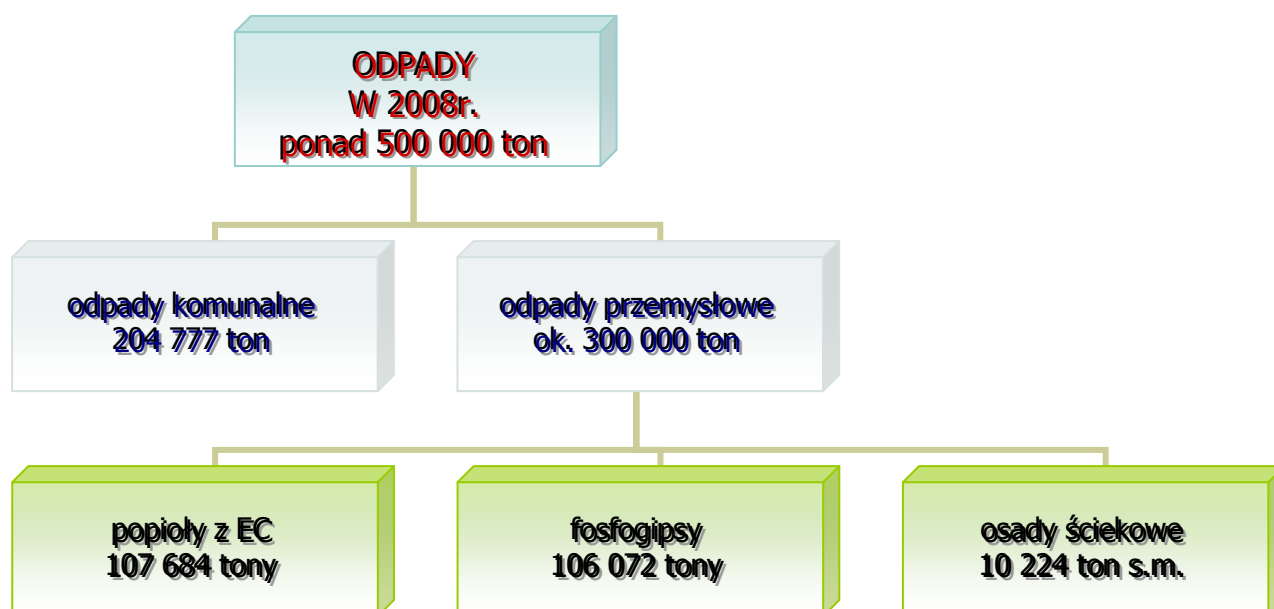 ODPADY
W 2008r.
ponad 500 000 ton
odpady komunalne
204 777 ton
odpady przemysłowe
ok. 300 000 ton
popioły z EC
107 684 tony
fosfogipsy
106 072 tony
osady ściekowe
10 224 ton s.m.